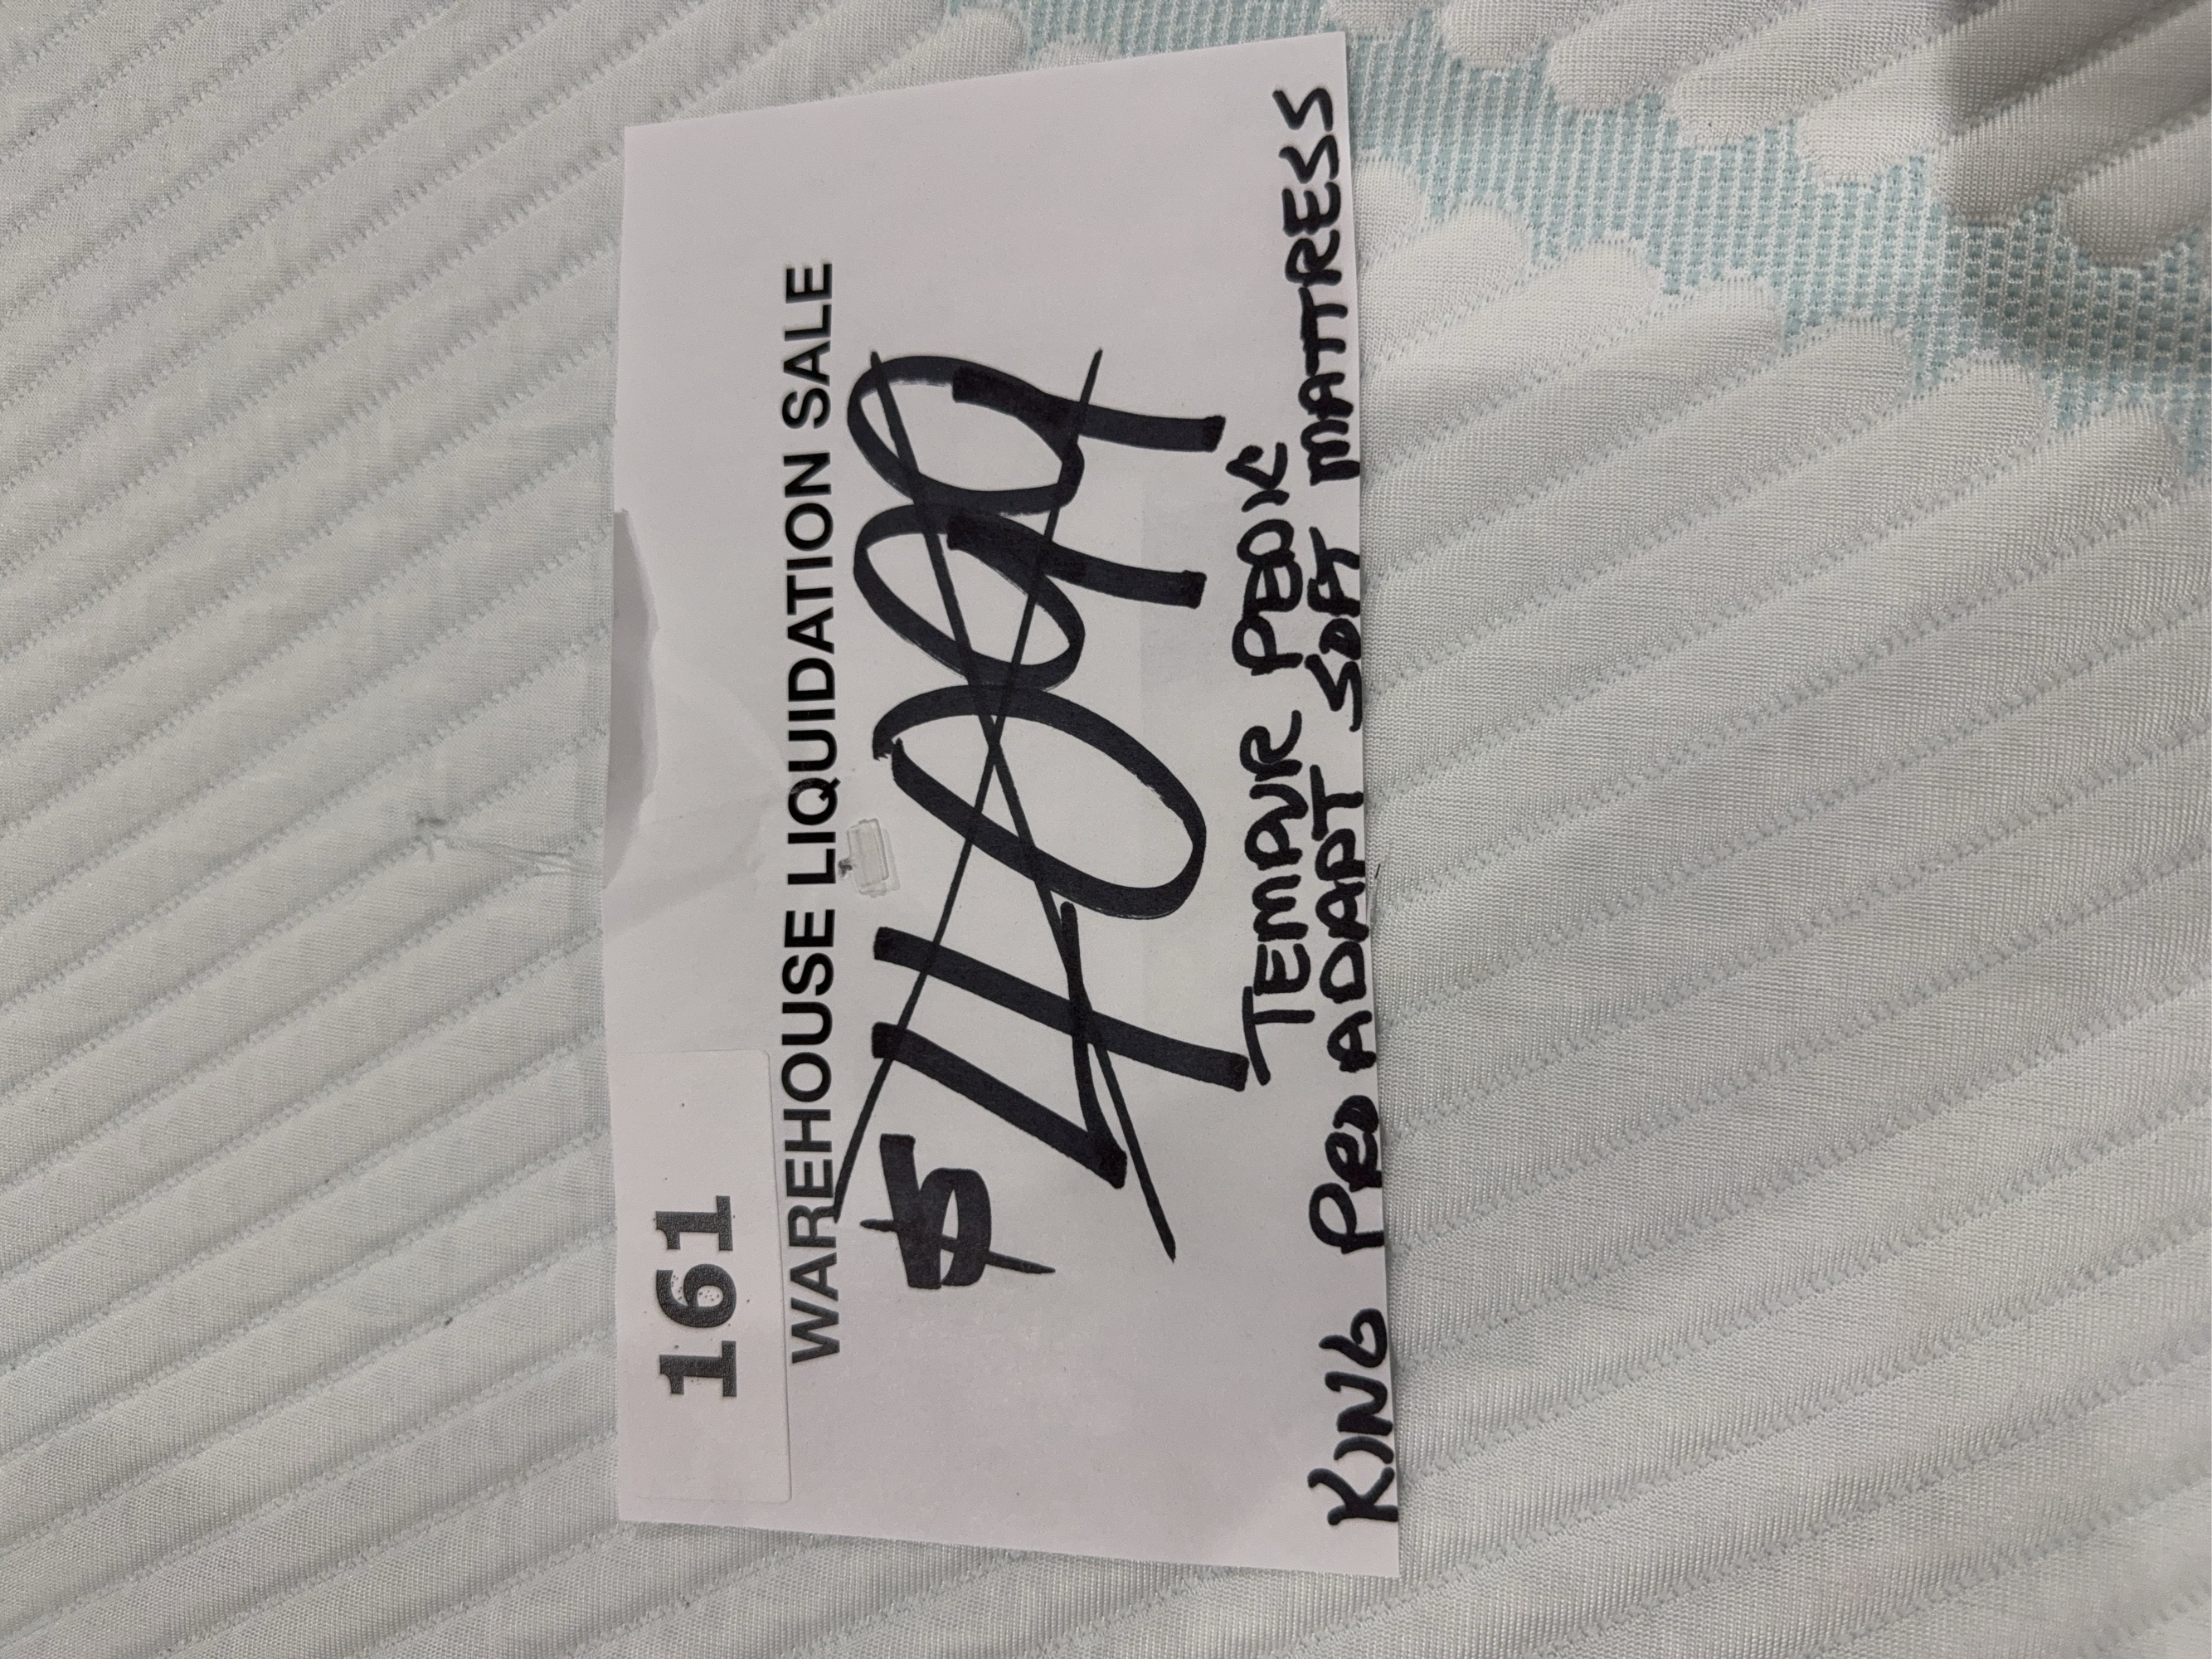 161
WAREHOUSE LIQUIDATION SALE
$4099
TEMPUR PEDIC
KING PRO ADAPT SOFT MATTRESS